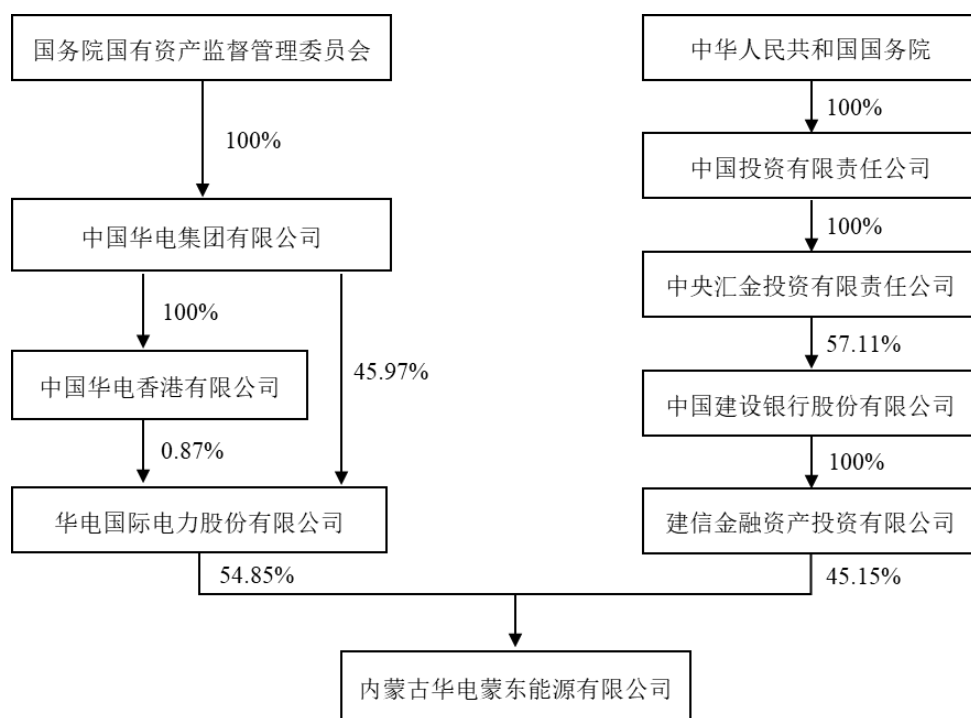 国务院国有资产监督管理委员会
中华人民共和国国务院
100%
100%
中国投资有限责任公司
中国华电集团有限公司
100%
中央汇金投资有限责任公司
100%
45.97%
57.11%
中国华电香港有限公司
中国建设银行股份有限公司
0.87%
100%
华电国际电力股份有限公司
建信金融资产投资有限公司
54.85%
45.15%
内蒙古华电蒙东能源有限公司